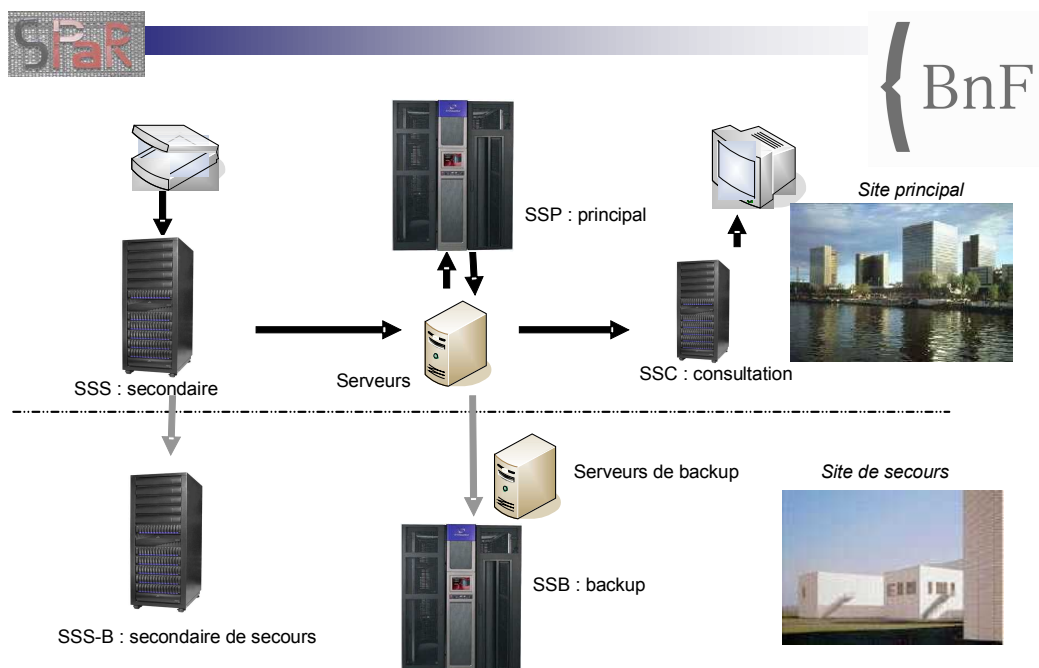 SPaR
BnF
Site principal
SSP : principal
SSS : secondaire
Serveurs
SSC : consultation
Serveurs de backup
Site de secours
SSB : backup
SSS-B : secondaire de secours